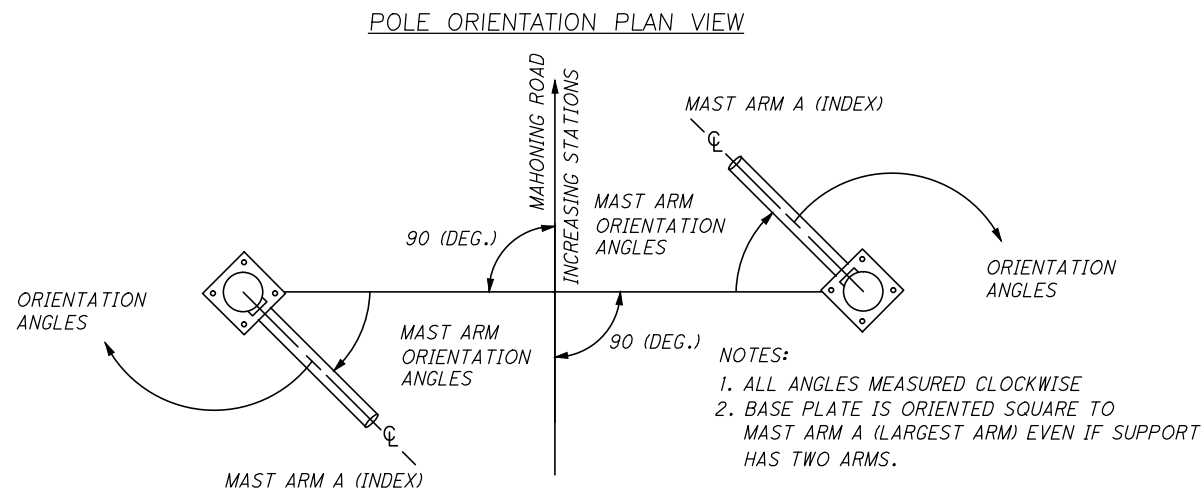 POLE ORIENTATION PLAN VIEW
MAHONING ROAD
INCREASING STATIONS
MAST ARM A (INDEX)
℄
MAST ARM
ORIENTATION
ANGLES
90 (DEG.)
ORIENTATION
ANGLES
ORIENTATION
ANGLES
MAST ARM
ORIENTATION
ANGLES
90 (DEG.)
NOTES:
1. ALL ANGLES MEASURED CLOCKWISE
2. BASE PLATE IS ORIENTED SQUARE TO
MAST ARM A (LARGEST ARM) EVEN IF SUPPORT
HAS TWO ARMS.
℄
MAST ARM A (INDEX)